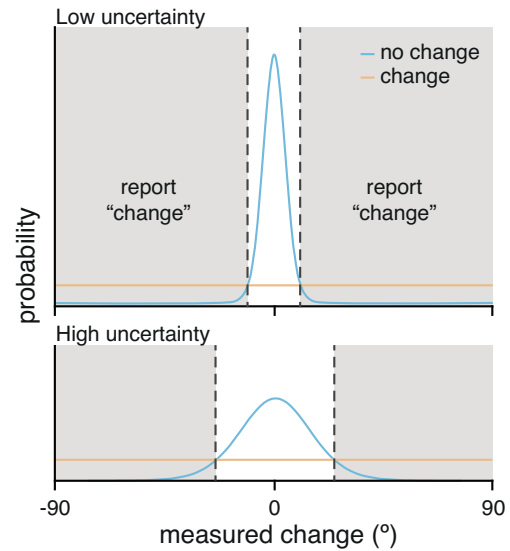 Low uncertainty
no change
change
report
“change”
report
“change”
probability
High uncertainty
-90
0
90
measured change (º)